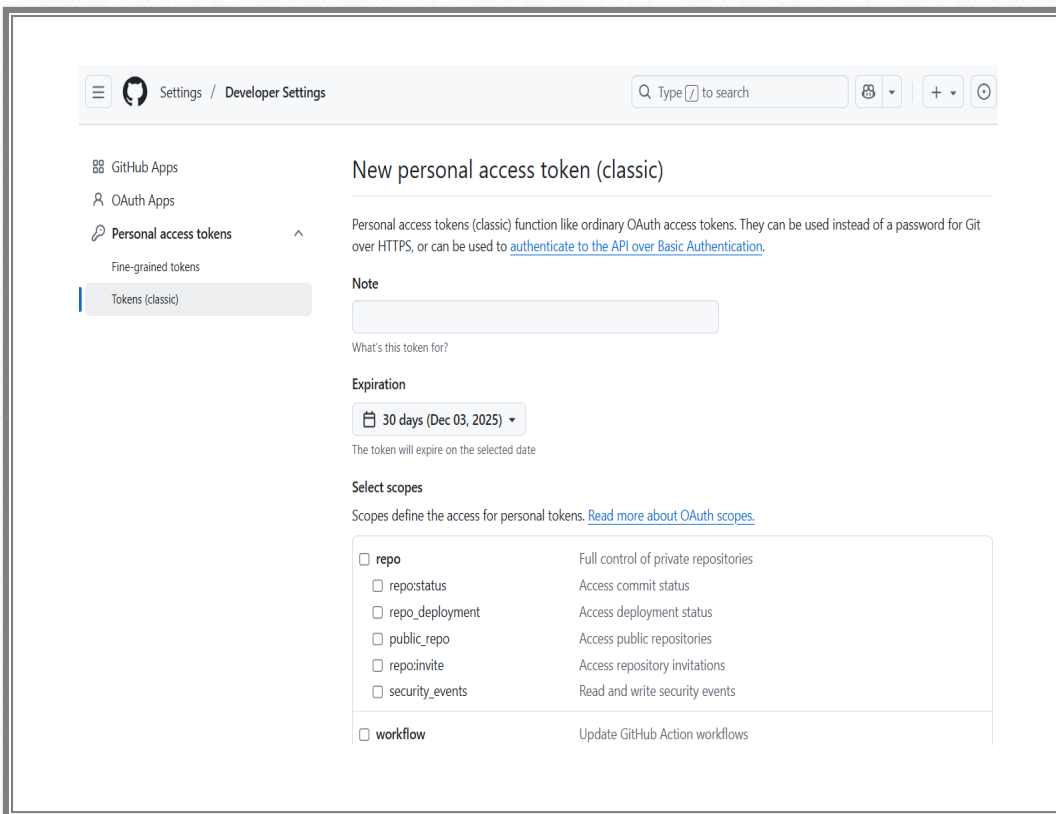 Settings / Developer Settings
Type / to search
GitHub Apps
OAuth Apps
Personal access tokens
Fine-grained tokens
Tokens (classic)
New personal access token (classic)
Personal access tokens (classic) function like ordinary OAuth access tokens. They can be used instead of a password for Git
over HTTPS, or can be used to authenticate to the API over Basic Authentication.
Note
What's this token for?
Expiration
30 days (Dec 03, 2025)
The token will expire on the selected date
Select scopes
Scopes define the access for personal tokens. Read more about OAuth scopes.
repo Full control of private repositories
repo:status Access commit status
repo_deployment Access deployment status
public_repo Access public repositories
repo:invite Access repository invitations
security_events Read and write security events
workflow Update GitHub Action workflows